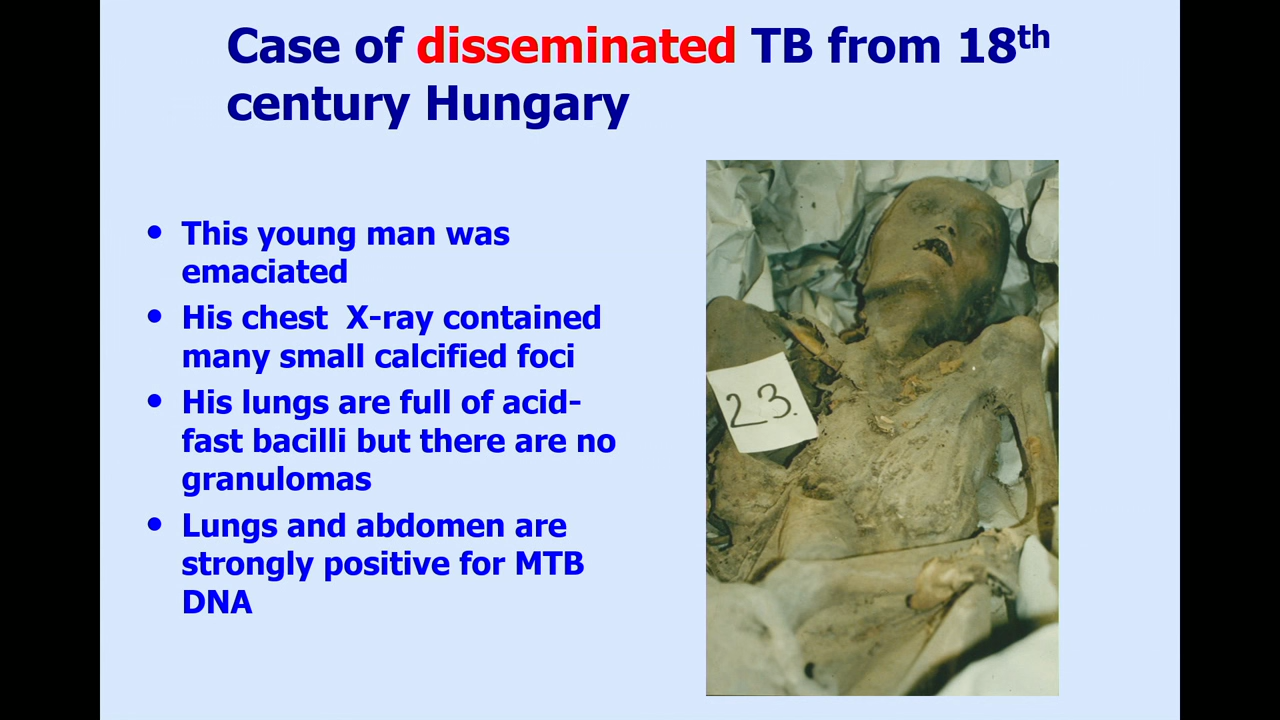 Case of disseminated TB from 18th
century Hungary
• This young man was
emaciated
• His chest  X-ray contained
many small calcified foci
• His lungs are full of acid-
fast bacilli but there are no
granulomas
• Lungs and abdomen are
strongly positive for MTB
DNA
23.